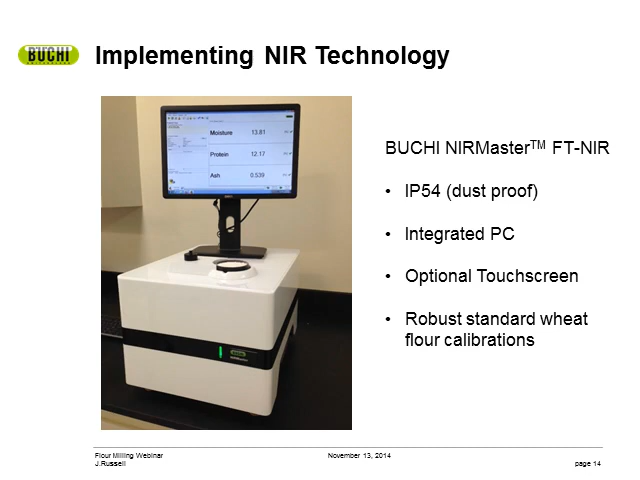 BUCHI
Implementing NIR Technology
Moisture 13.81
Protein 12.17
Ash 0.539
BUCHI
BUCHI NIRMaster™ FT-NIR
• IP54 (dust proof)
• Integrated PC
• Optional Touchscreen
• Robust standard wheat
flour calibrations
Flour Milling Webinar
November 13, 2014
J.Russell
page 14